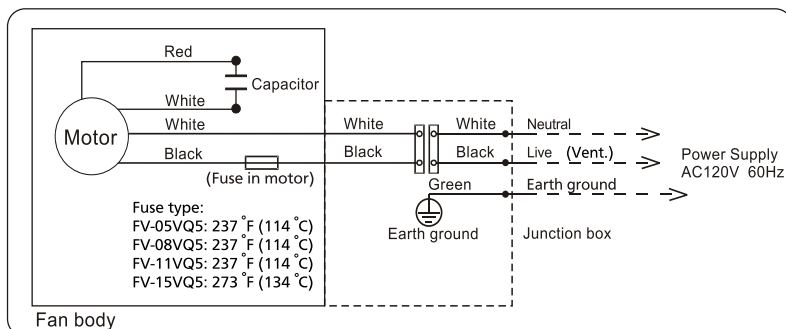 Red
Capacitor
White
Motor
White
White
White
Neutral
Black
Black
Black
Live (Vent.)
Power Supply
AC120V 60Hz
(Fuse in motor)
Green
Earth ground
Fuse type:
FV-05VQ5: 237 °F (114 °C)
FV-08VQ5: 237 °F (114 °C)
FV-11VQ5: 237 °F (114 °C)
FV-15VQ5: 273 °F (134 °C)
Earth ground
Junction box
Fan body